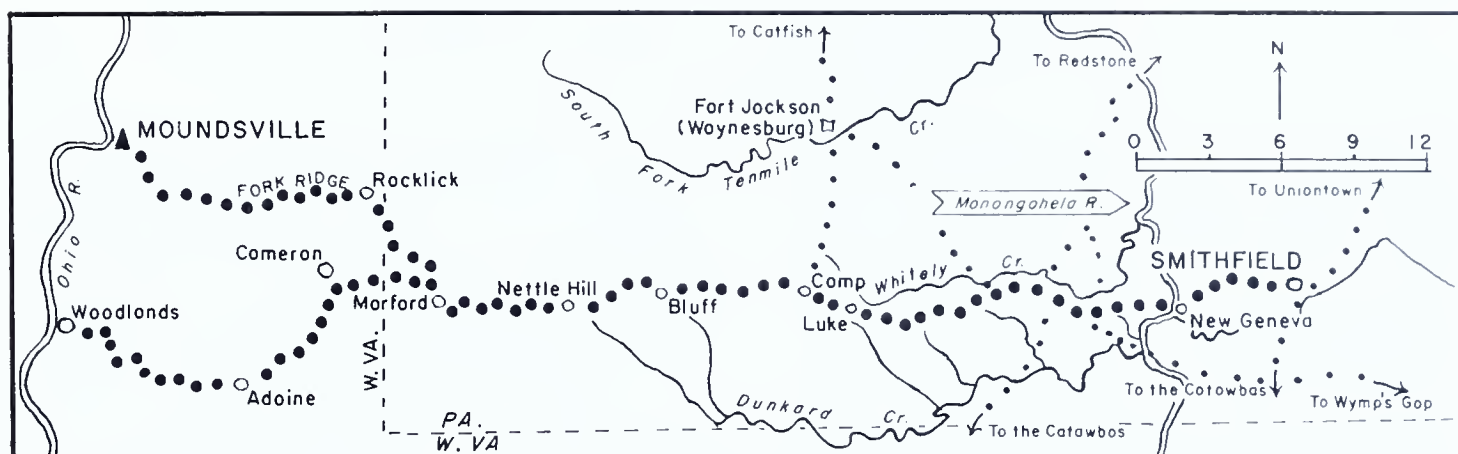 To Catfish
To Redstone
N
South Fork Tenmile Cr.
Fort Jockson
(Woynesburg)
MOUNDSVILLE
0 3 6 9 12
FORK RIDGE
Rocklick
To Uniontown
Monongohela R.
Ohio R.
Comeron
Whitely Cr.
SMITHFIELD
Comp
Morford
Nettle Hill
Bluff
Luke
Woodlands
New Geneva
W. VA.
Adoine
Dunkard Cr.
To the Cotowbas
To Wymp's Gop
PA.
W. VA
To the Catawbos